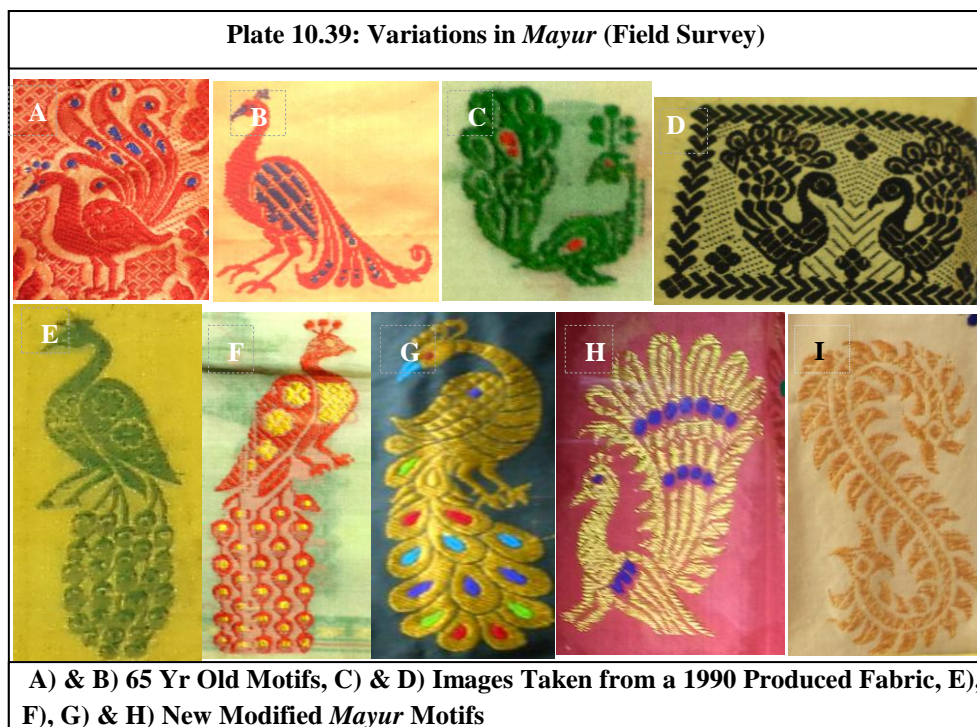 Plate 10.39: Variations in Mayur (Field Survey)
A
B
C
D
E
F
G
H
I
A) & B) 65 Yr Old Motifs, C) & D) Images Taken from a 1990 Produced Fabric, E),
F), G) & H) New Modified Mayur Motifs